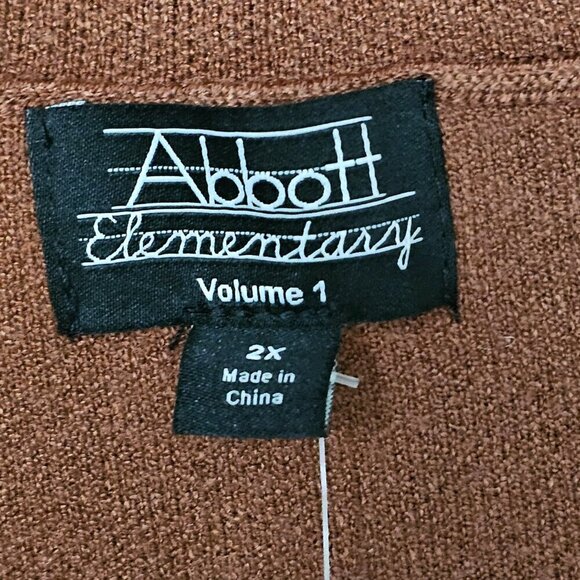 Abbott
Elementary
Volume 1
2X
Made in
China